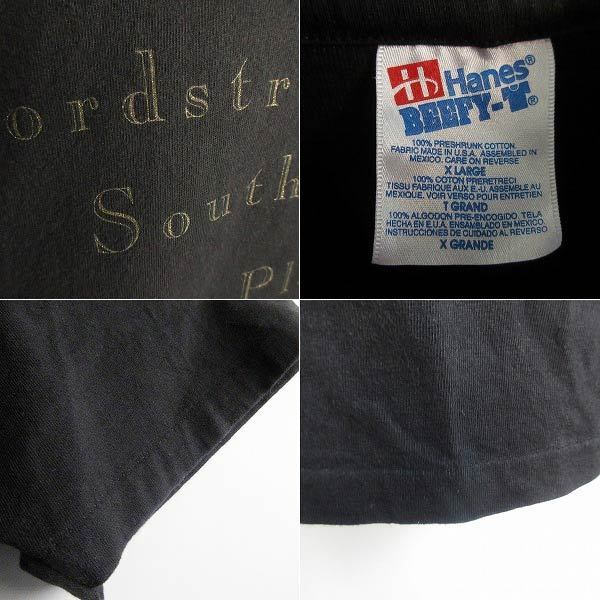 ordstr
South
Pl
Hanes®
BEEFY-T®
100% PRESHRUNK COTTON.
FABRIC MADE IN U.S.A. ASSEMBLED IN
MEXICO. CARE ON REVERSE
X LARGE
100% COTON PRERETRECI
TISSU FABRIQUE AUX E.-U. ASSEMBLE AU
MEXIQUE. VOIR VERSO POUR ENTRETIEN
T GRAND
100% ALGODON PRE-ENCOGIDO. TELA
HECHA EN E.U.A. ENSAMBLADO EN MEXICO.
INSTRUCCIONES DE CUIDADO AL REVERSO
X GRANDE